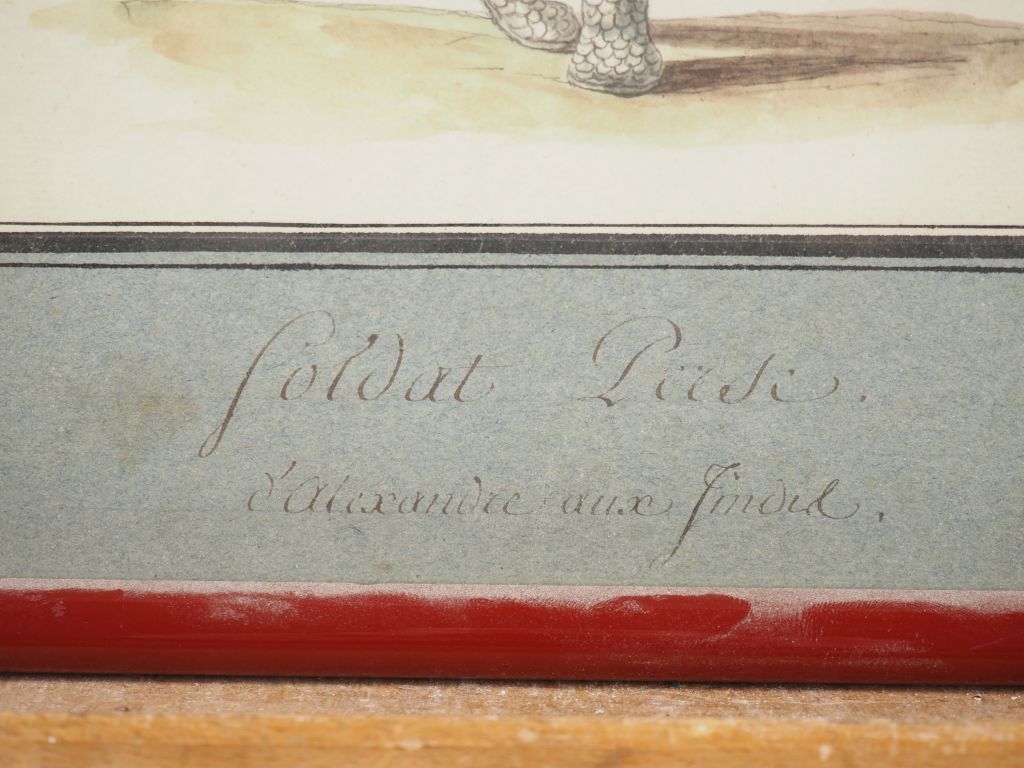 Soldat Perse.
d'Alexandre aux Indes.